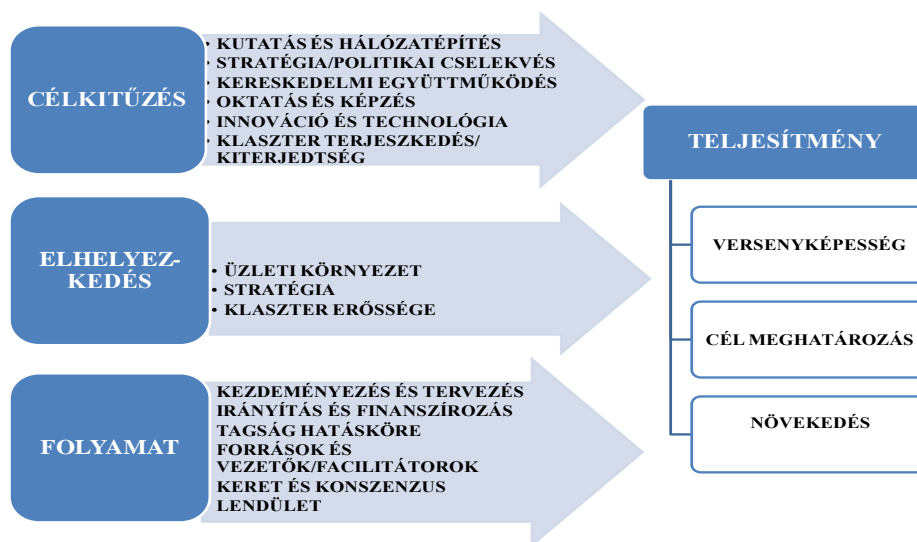 CÉLKITŰZÉS
• KUTATÁS ÉS HÁLÓZATÉPÍTÉS
• STRATÉGIA/POLITIKAI CSELEKVÉS
• KERESKEDELMI EGYÜTTMŰKÖDÉS
• OKTATÁS ÉS KÉPZÉS
• INNOVÁCIÓ ÉS TECHNOLÓGIA
• KLASZTER TERJESZKEDÉS/
KITERJEDTSÉG
ELHELYEZ-
KEDÉS
• ÜZLETI KÖRNYEZET
• STRATÉGIA
• KLASZTER ERŐSSÉGE
FOLYAMAT
KEZDEMÉNYEZÉS ÉS TERVEZÉS
IRÁNYÍTÁS ÉS FINANSZÍROZÁS
TAGSÁG HATÁSKÖRE
FORRÁSOK ÉS
VEZETŐK/FACILITÁTOROK
KERET ÉS KONSZENZUS
LENDÜLET
TELJESÍTMÉNY
VERSENYKÉPESSÉG
CÉL MEGHATÁROZÁS
NÖVEKEDÉS